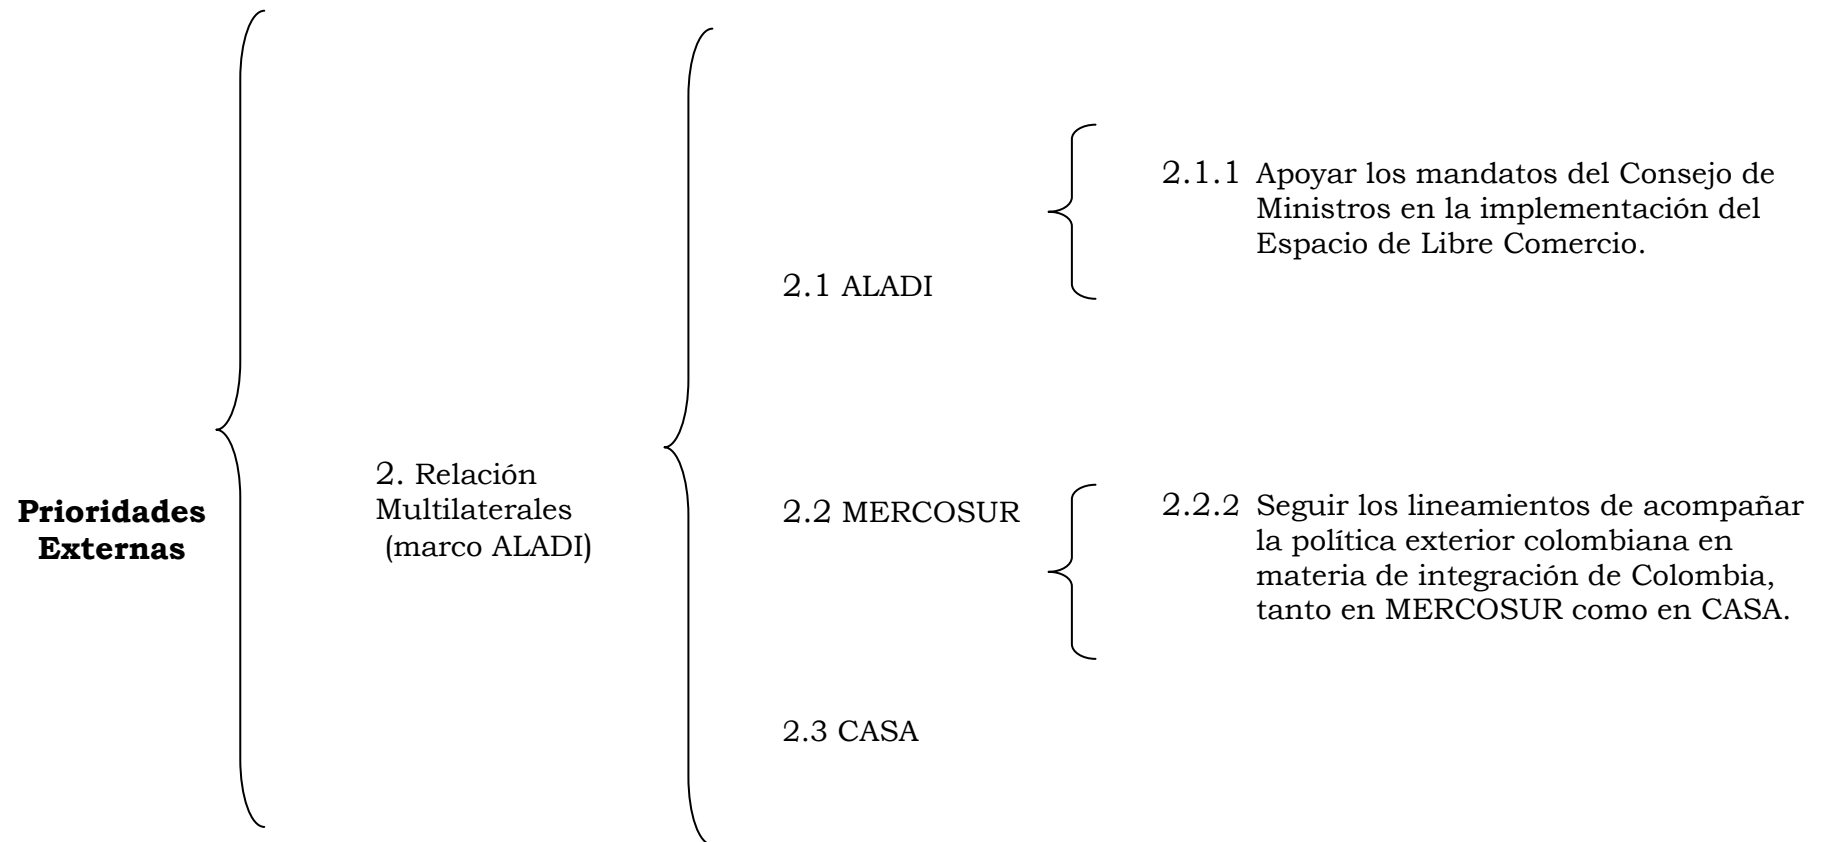 Prioridades
Externas
2. Relación
Multilaterales
(marco ALADI)
2.1 ALADI
2.1.1 Apoyar los mandatos del Consejo de
Ministros en la implementación del
Espacio de Libre Comercio.
2.2 MERCOSUR
2.2.2 Seguir los lineamientos de acompañar
la política exterior colombiana en
materia de integración de Colombia,
tanto en MERCOSUR como en CASA.
2.3 CASA